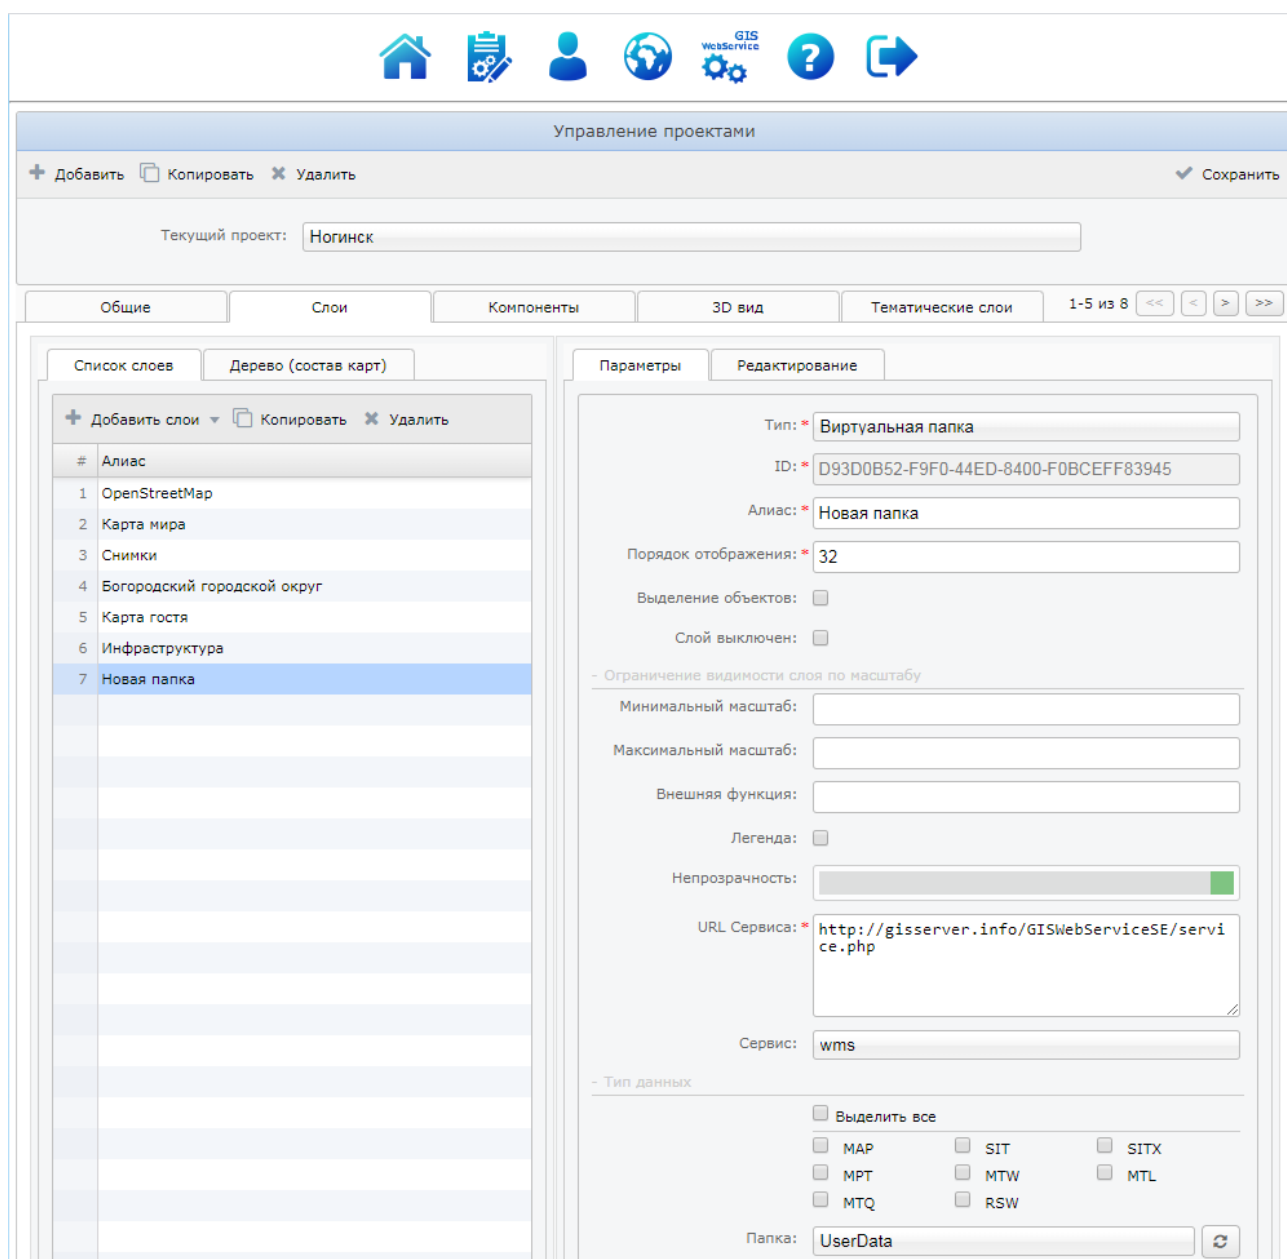 GIS
WebService
?
Управление проектами
Добавить Копировать Удалить Сохранить
Текущий проект: Ногинск
Общие Слои Компоненты 3D вид Тематические слои 1-5 из 8 << < > >>
Список слоев Дерево (состав карт)
Добавить слои Копировать Удалить
# Алиас
1 OpenStreetMap
2 Карта мира
3 Снимки
4 Богородский городской округ
5 Карта гостя
6 Инфраструктура
7 Новая папка
Параметры Редактирование
Тип: * Виртуальная папка
ID: * D93D0B52-F9F0-44ED-8400-F0BCEFF83945
Алиас: * Новая папка
Порядок отображения: * 32
Выделение объектов:
Слой выключен:
- Ограничение видимости слоя по масштабу
Минимальный масштаб:
Максимальный масштаб:
Внешняя функция:
Легенда:
Непрозрачность:
URL Сервиса: * http://gisserver.info/GISWebServiceSE/servi
ce.php
Сервис: wms
- Тип данных
Выделить все
MAP SIT SITX
MPT MTW MTL
MTQ RSW
Папка: UserData